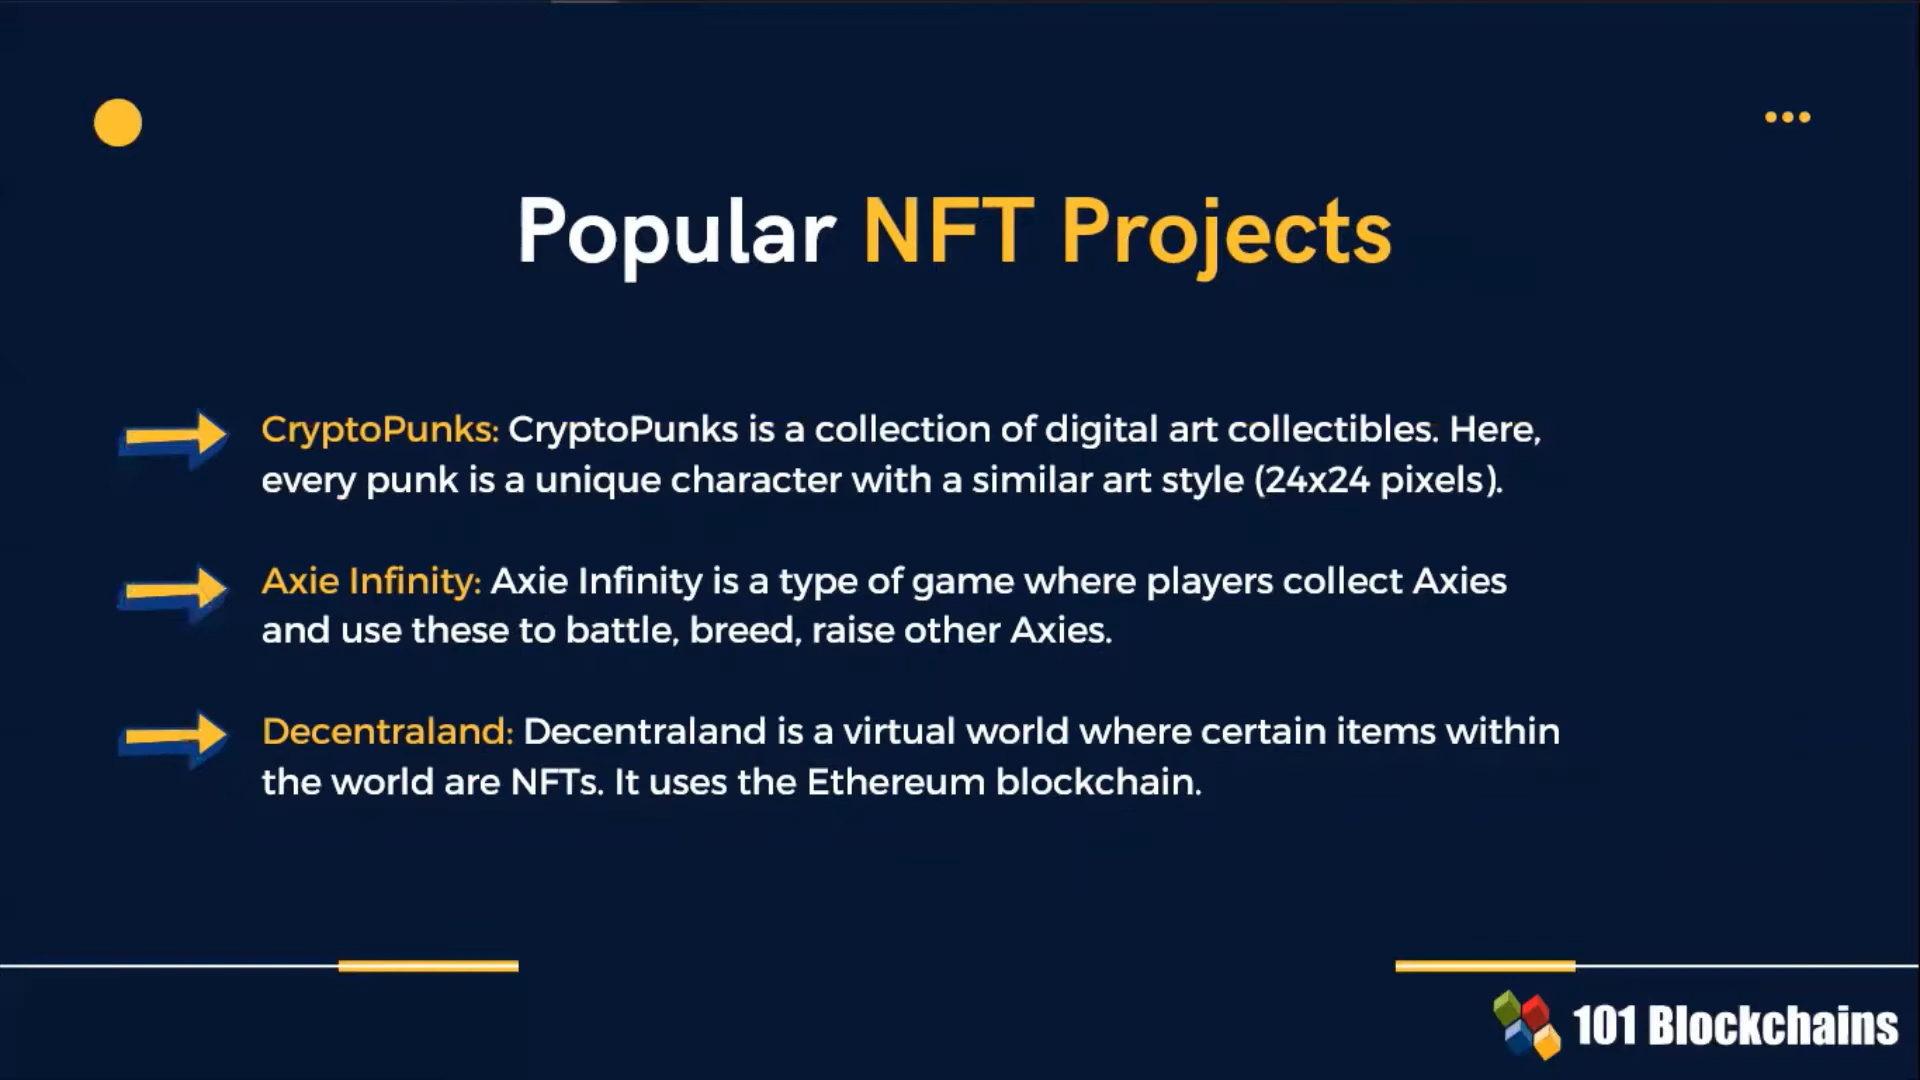 Popular NFT Projects
CryptoPunks: CryptoPunks is a collection of digital art collectibles. Here,
every punk is a unique character with a similar art style (24x24 pixels).
Axie Infinity: Axie Infinity is a type of game where players collect Axies
and use these to battle, breed, raise other Axies.
Decentraland: Decentraland is a virtual world where certain items within
the world are NFTs. It uses the Ethereum blockchain.
101 Blockchains